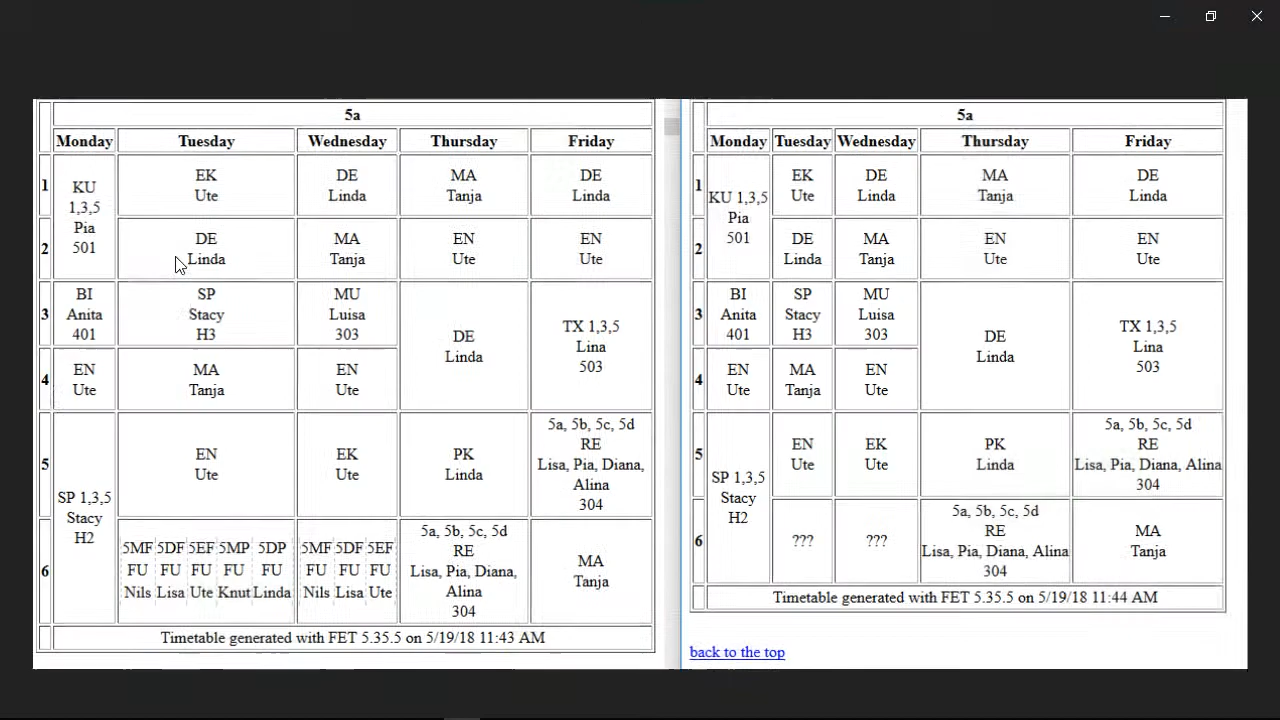 5a
Monday Tuesday Wednesday Thursday Friday
1
KU
1,3,5
Pia
501
EK
Ute
DE
Linda
MA
Tanja
DE
Linda
2
DE
Linda
MA
Tanja
EN
Ute
EN
Ute
3
BI
Anita
401
SP
Stacy
H3
MU
Luisa
303
DE
Linda
TX 1,3,5
Lina
503
4
EN
Ute
MA
Tanja
EN
Ute
5
SP 1,3,5
Stacy
H2
EN
Ute
EK
Ute
PK
Linda
5a, 5b, 5c, 5d
RE
Lisa, Pia, Diana,
Alina
304
6
5MF 5DF 5EF 5MP 5DP
FU FU FU FU FU
Nils Lisa Ute Knut Linda
5MF 5DF 5EF
FU FU FU
Nils Lisa Ute
5a, 5b, 5c, 5d
RE
Lisa, Pia, Diana,
Alina
304
MA
Tanja
Timetable generated with FET 5.35.5 on 5/19/18 11:43 AM
5a
Monday Tuesday Wednesday Thursday Friday
1
KU 1,3,5
Pia
501
EK
Ute
DE
Linda
MA
Tanja
DE
Linda
2
DE
Linda
MA
Tanja
EN
Ute
EN
Ute
3
BI
Anita
401
SP
Stacy
H3
MU
Luisa
303
DE
Linda
TX 1,3,5
Lina
503
4
EN
Ute
MA
Tanja
EN
Ute
5
SP 1,3,5
Stacy
H2
EN
Ute
EK
Ute
PK
Linda
5a, 5b, 5c, 5d
RE
Lisa, Pia, Diana, Alina
304
6
???
???
5a, 5b, 5c, 5d
RE
Lisa, Pia, Diana, Alina
304
MA
Tanja
Timetable generated with FET 5.35.5 on 5/19/18 11:44 AM
back to the top